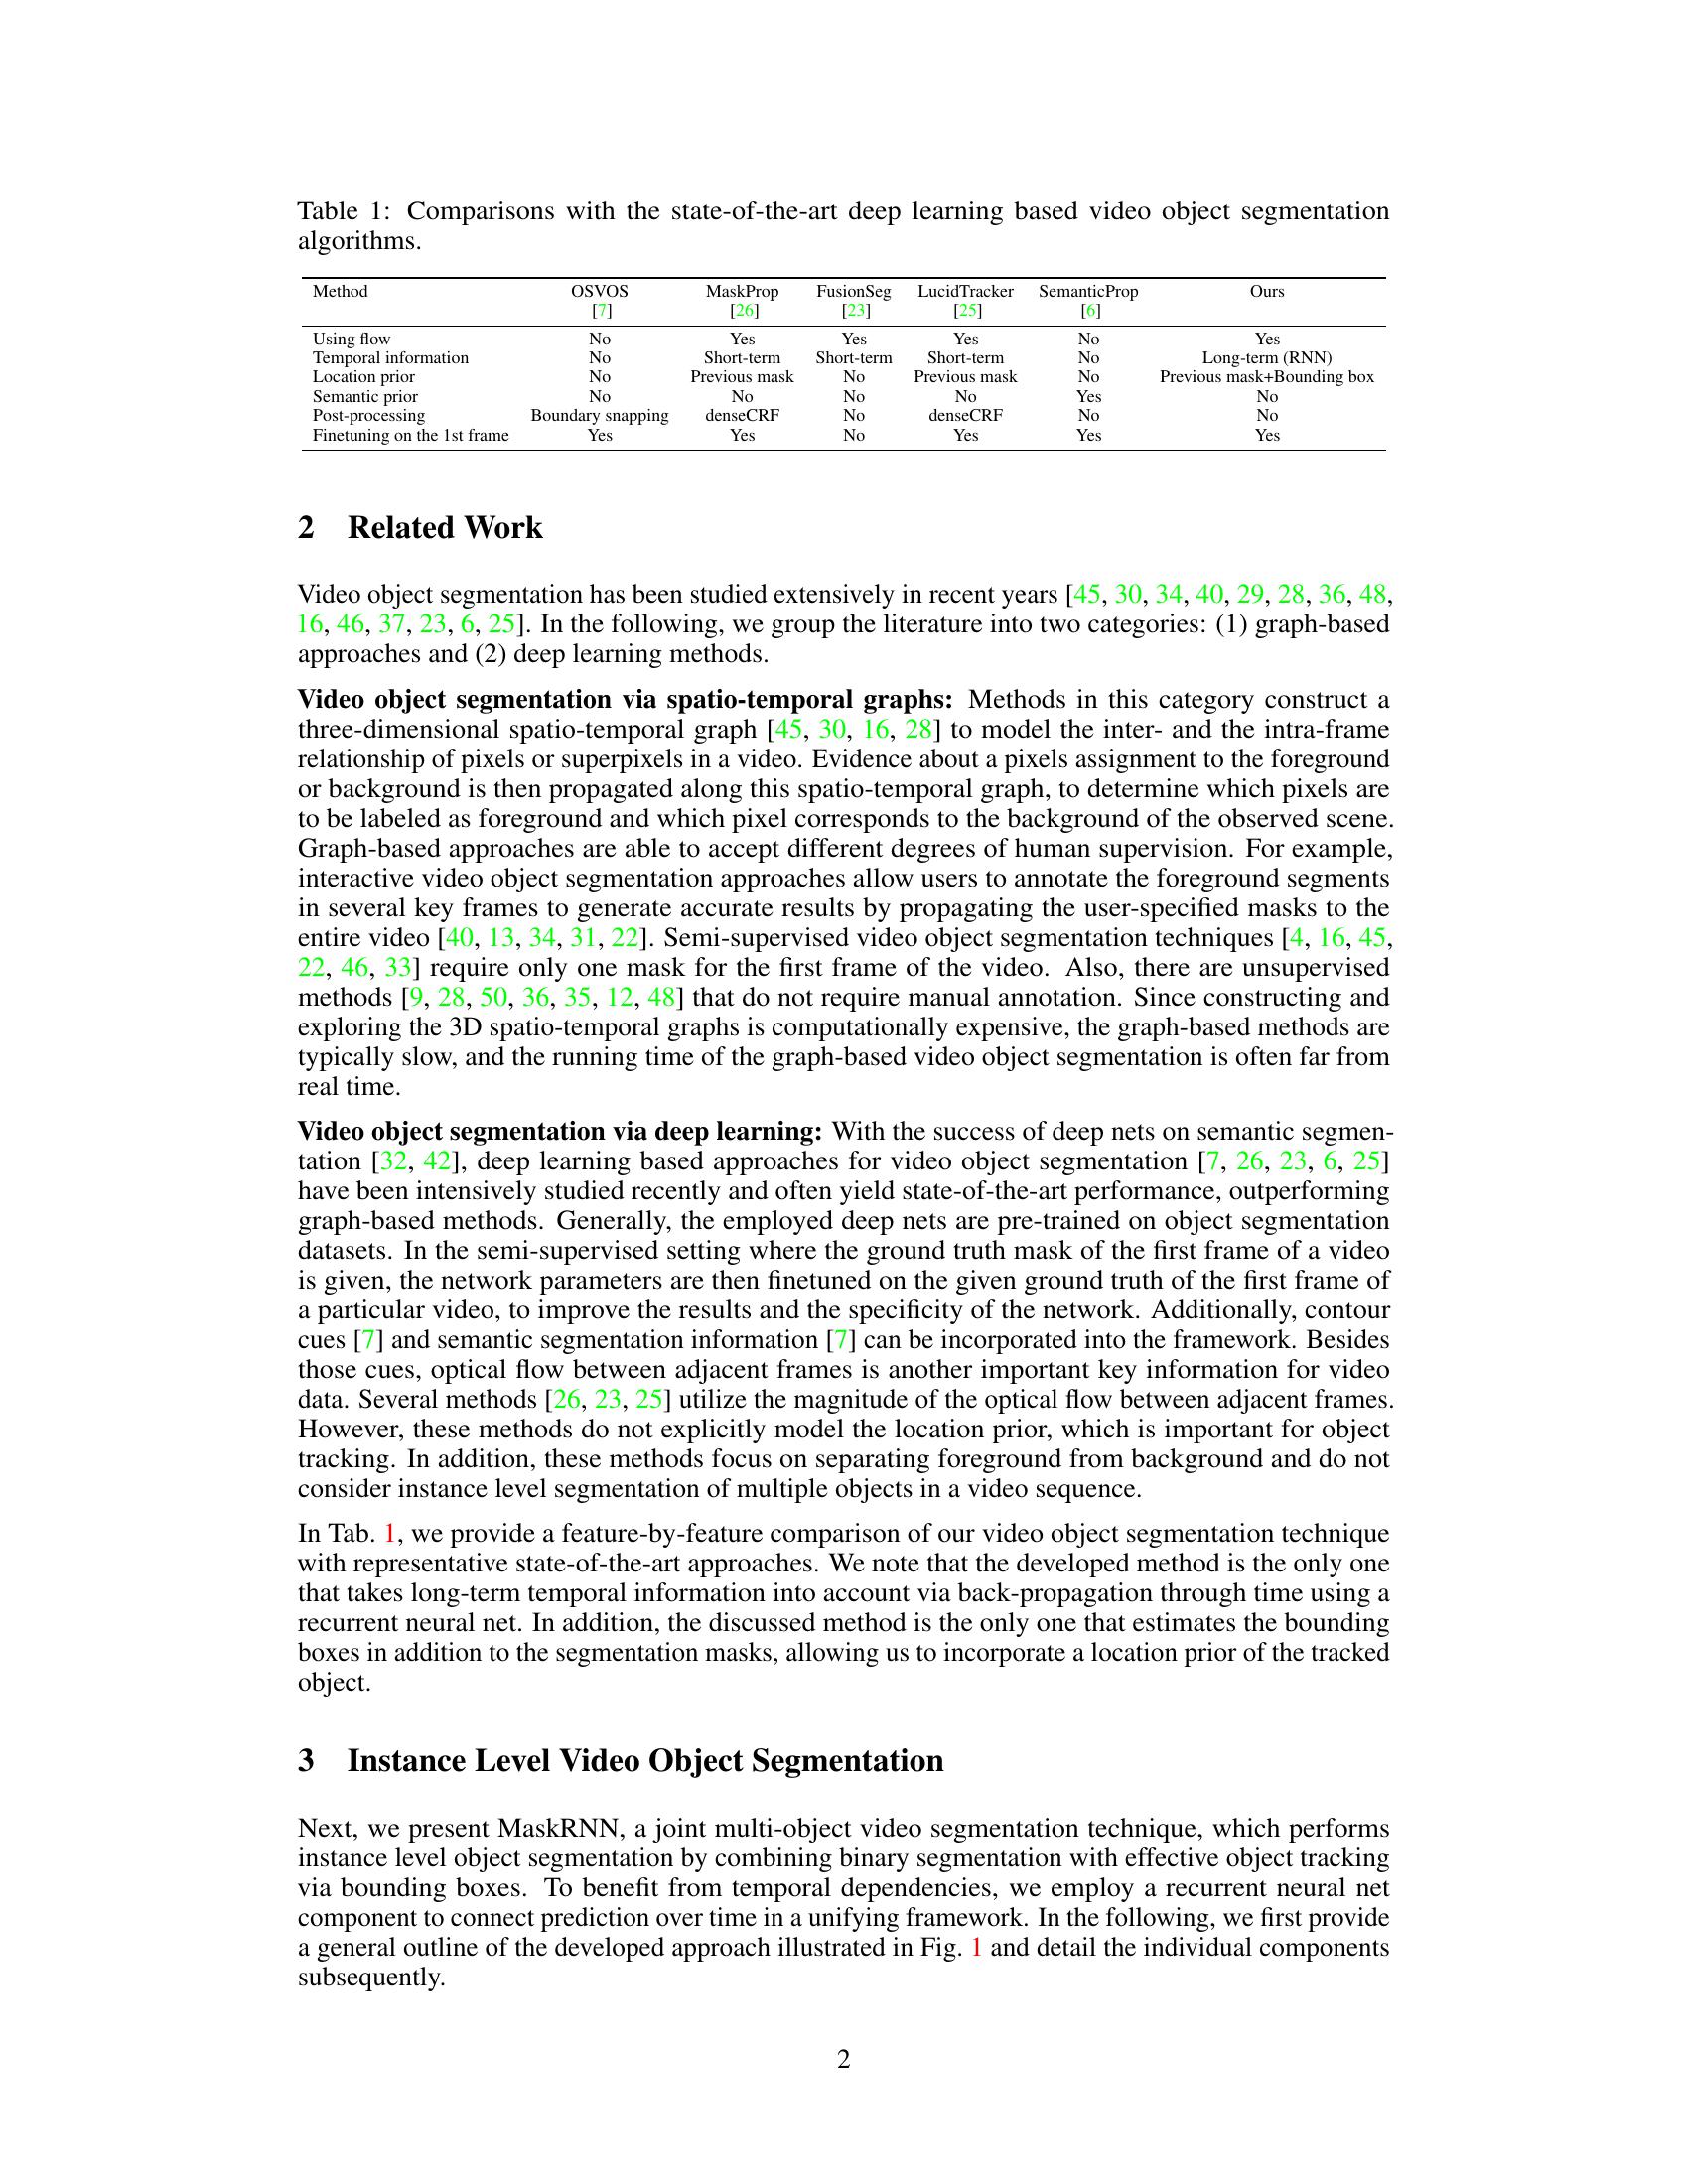 Table 1: Comparisons with the state-of-the-art deep learning based video object segmentation
algorithms.
Method OSVOS MaskProp FusionSeg LucidTracker SemanticProp Ours
[7] [26] [23] [25] [6]
Using flow No Yes Yes Yes No Yes
Temporal information No Short-term Short-term Short-term No Long-term (RNN)
Location prior No Previous mask No Previous mask No Previous mask+Bounding box
Semantic prior No No No No Yes No
Post-processing Boundary snapping denseCRF No denseCRF No No
Finetuning on the 1st frame Yes Yes No Yes Yes Yes
2 Related Work
Video object segmentation has been studied extensively in recent years [45, 30, 34, 40, 29, 28, 36, 48,
16, 46, 37, 23, 6, 25]. In the following, we group the literature into two categories: (1) graph-based
approaches and (2) deep learning methods.
Video object segmentation via spatio-temporal graphs: Methods in this category construct a
three-dimensional spatio-temporal graph [45, 30, 16, 28] to model the inter- and the intra-frame
relationship of pixels or superpixels in a video. Evidence about a pixels assignment to the foreground
or background is then propagated along this spatio-temporal graph, to determine which pixels are
to be labeled as foreground and which pixel corresponds to the background of the observed scene.
Graph-based approaches are able to accept different degrees of human supervision. For example,
interactive video object segmentation approaches allow users to annotate the foreground segments
in several key frames to generate accurate results by propagating the user-specified masks to the
entire video [40, 13, 34, 31, 22]. Semi-supervised video object segmentation techniques [4, 16, 45,
22, 46, 33] require only one mask for the first frame of the video. Also, there are unsupervised
methods [9, 28, 50, 36, 35, 12, 48] that do not require manual annotation. Since constructing and
exploring the 3D spatio-temporal graphs is computationally expensive, the graph-based methods are
typically slow, and the running time of the graph-based video object segmentation is often far from
real time.
Video object segmentation via deep learning: With the success of deep nets on semantic segmen-
tation [32, 42], deep learning based approaches for video object segmentation [7, 26, 23, 6, 25]
have been intensively studied recently and often yield state-of-the-art performance, outperforming
graph-based methods. Generally, the employed deep nets are pre-trained on object segmentation
datasets. In the semi-supervised setting where the ground truth mask of the first frame of a video
is given, the network parameters are then finetuned on the given ground truth of the first frame of
a particular video, to improve the results and the specificity of the network. Additionally, contour
cues [7] and semantic segmentation information [7] can be incorporated into the framework. Besides
those cues, optical flow between adjacent frames is another important key information for video
data. Several methods [26, 23, 25] utilize the magnitude of the optical flow between adjacent frames.
However, these methods do not explicitly model the location prior, which is important for object
tracking. In addition, these methods focus on separating foreground from background and do not
consider instance level segmentation of multiple objects in a video sequence.
In Tab. 1, we provide a feature-by-feature comparison of our video object segmentation technique
with representative state-of-the-art approaches. We note that the developed method is the only one
that takes long-term temporal information into account via back-propagation through time using a
recurrent neural net. In addition, the discussed method is the only one that estimates the bounding
boxes in addition to the segmentation masks, allowing us to incorporate a location prior of the tracked
object.
3 Instance Level Video Object Segmentation
Next, we present MaskRNN, a joint multi-object video segmentation technique, which performs
instance level object segmentation by combining binary segmentation with effective object tracking
via bounding boxes. To benefit from temporal dependencies, we employ a recurrent neural net
component to connect prediction over time in a unifying framework. In the following, we first provide
a general outline of the developed approach illustrated in Fig. 1 and detail the individual components
subsequently.
2